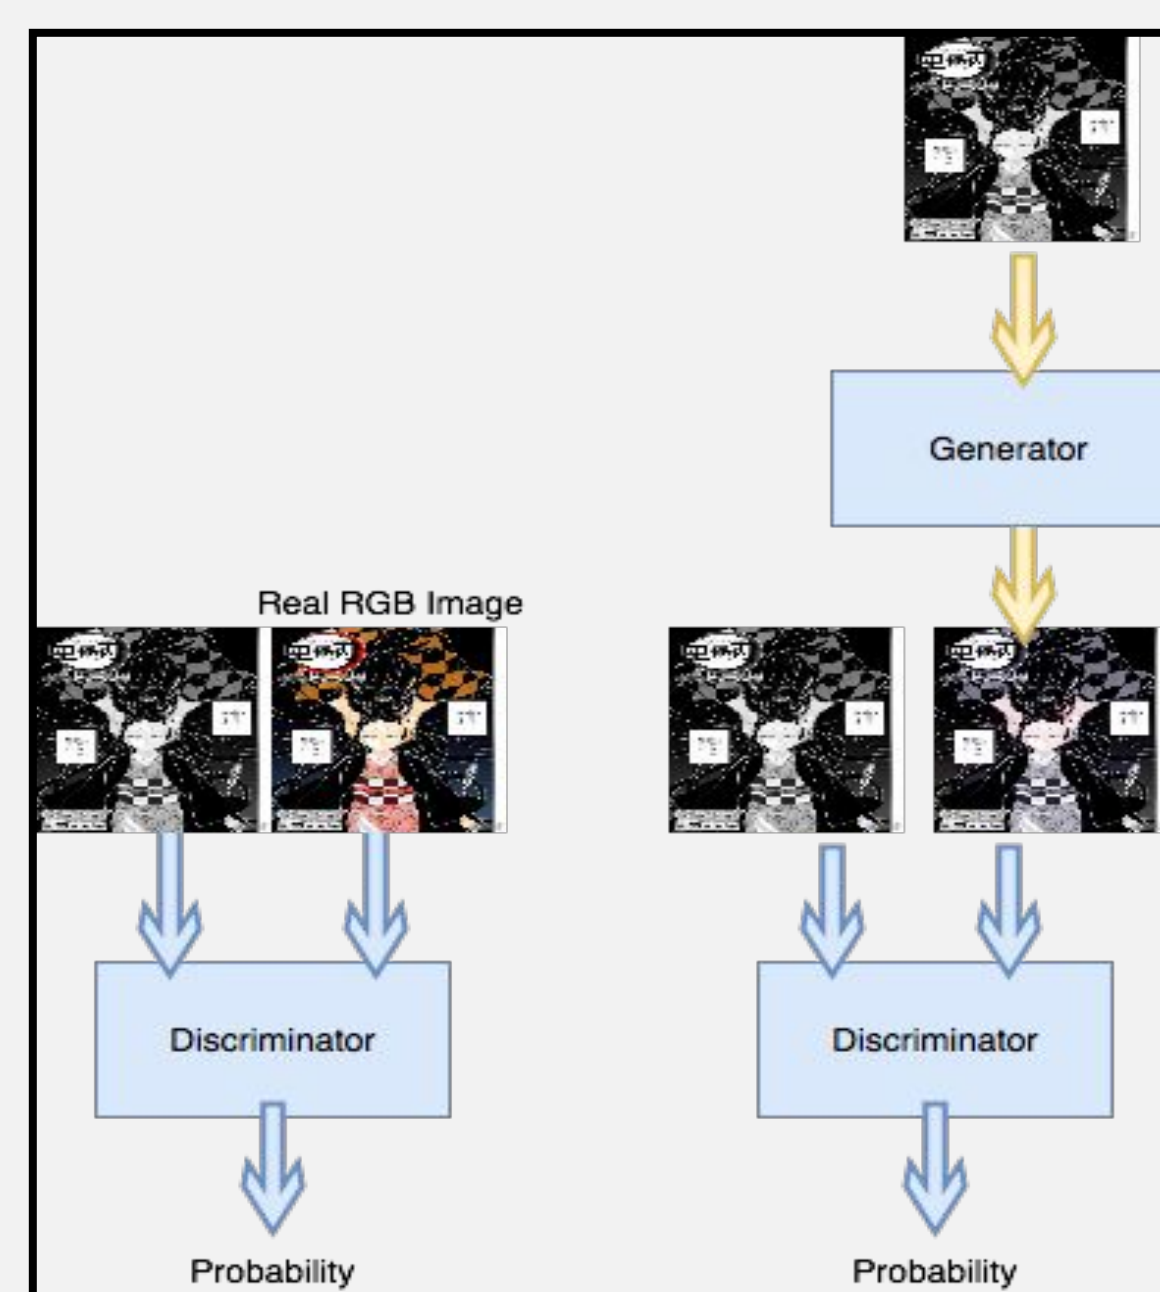 Generator
Real RGB Image
Discriminator
Discriminator
Probability
Probability